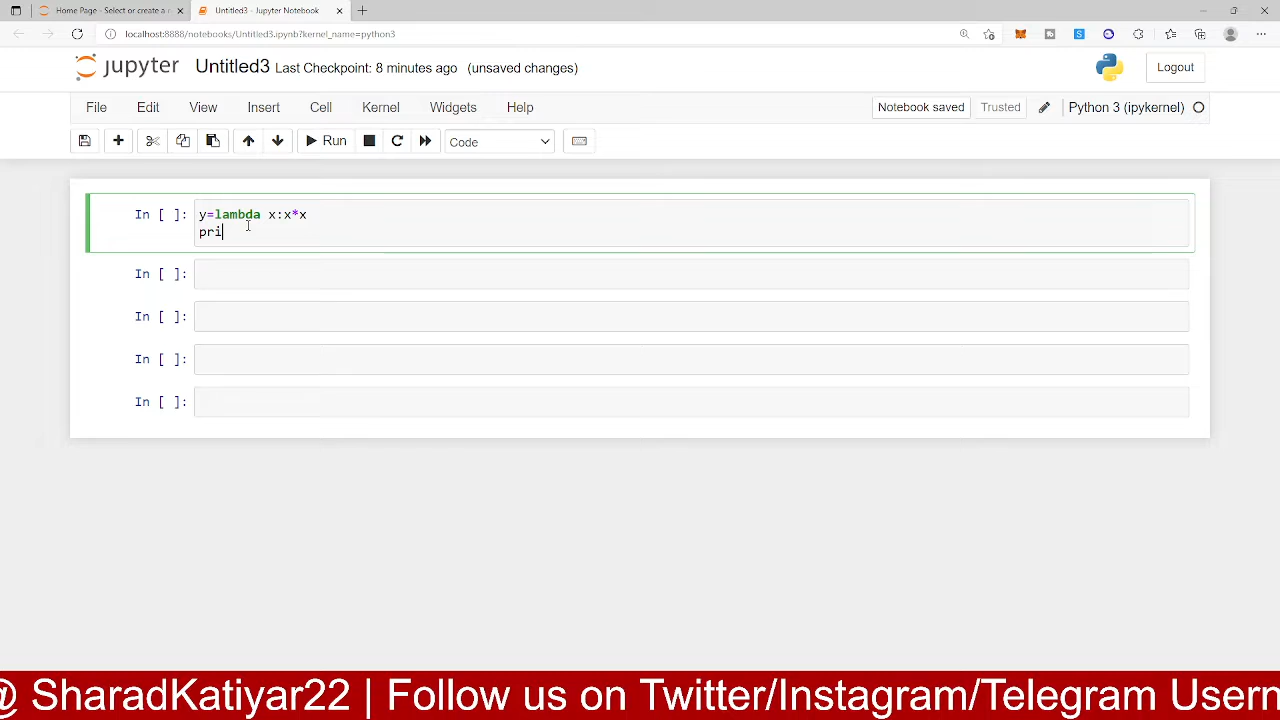 Home Page - Select or create a n
Untitled3 - Jupyter Notebook
localhost:8888/notebooks/Untitled3.ipynb?kernel_name=python3
jupyter Untitled3 Last Checkpoint: 8 minutes ago (unsaved changes)
Logout
File Edit View Insert Cell Kernel Widgets Help
Notebook saved Trusted Python 3 (ipykernel)
Run Code
In [ ]: y=lambda x:x*x
pri
In [ ]:
In [ ]:
In [ ]:
In [ ]:
@ SharadKatiyar22 | Follow us on Twitter/Instagram/Telegram Usern